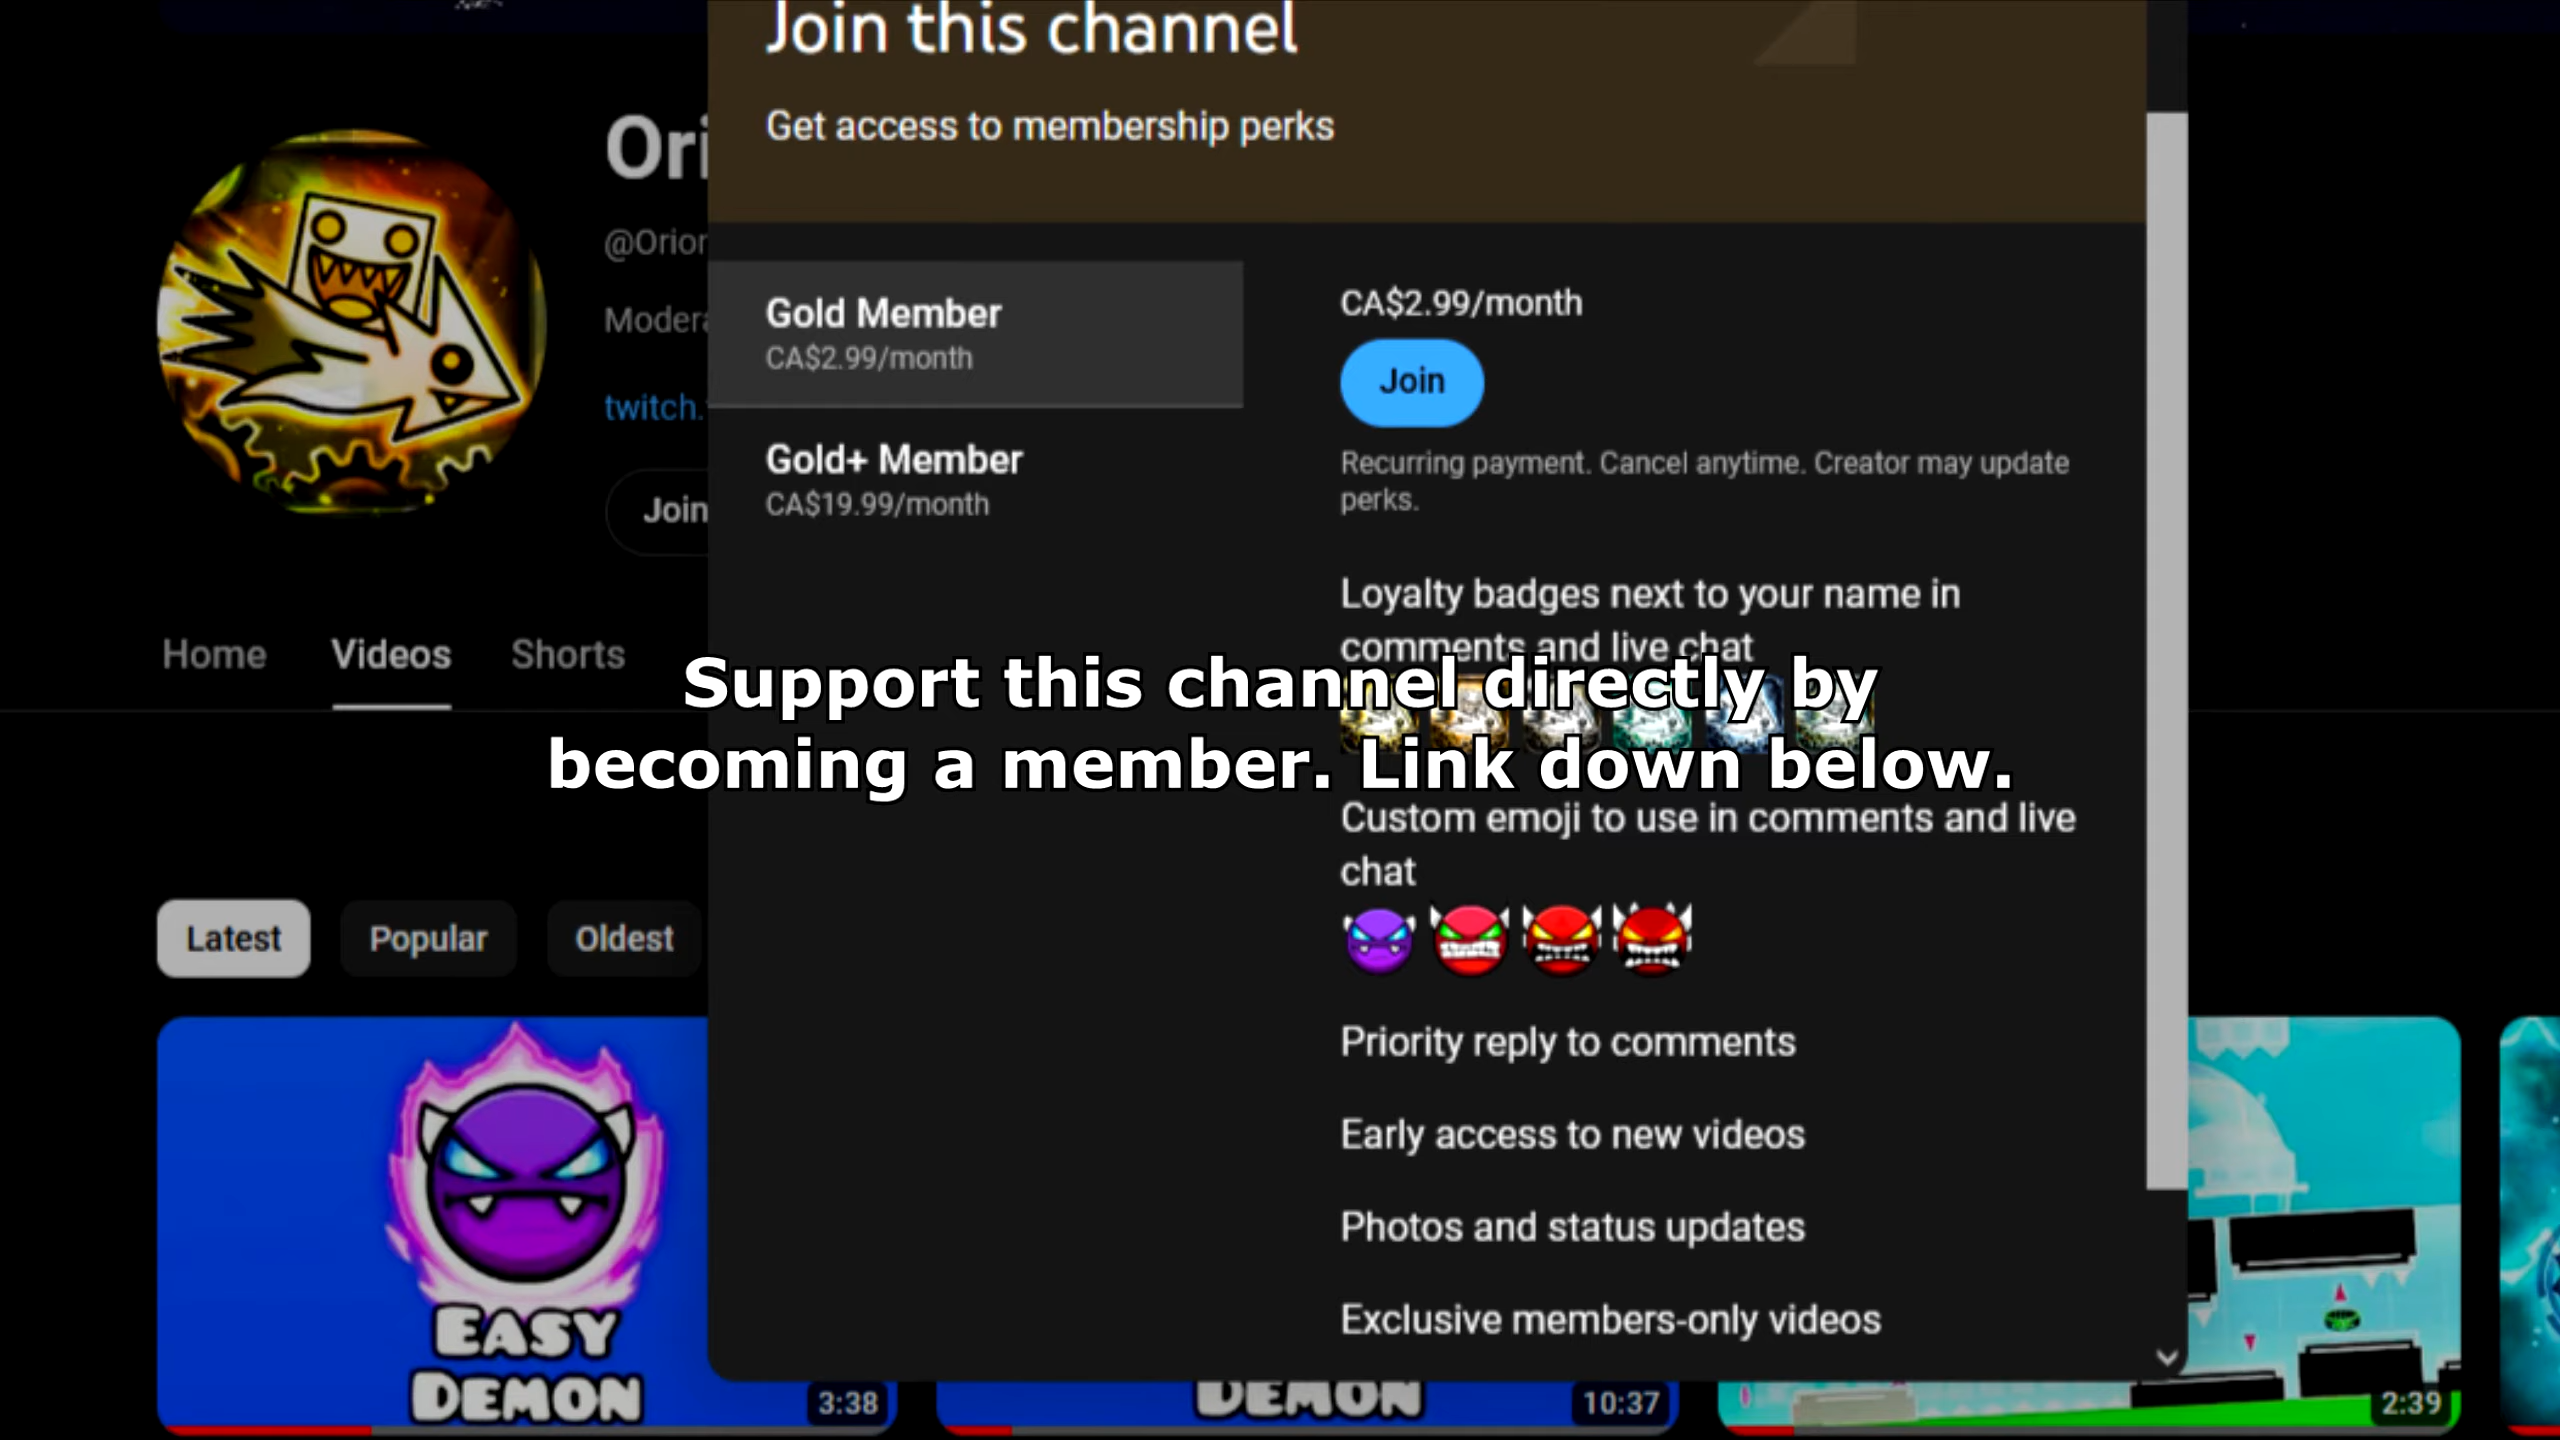 Join this channel
Get access to membership perks
Ori
@Orion
Modera
twitch.
Join
Gold Member
CA$2.99/month
Gold+ Member
CA$19.99/month
CA$2.99/month
Join
Recurring payment. Cancel anytime. Creator may update
perks.
Loyalty badges next to your name in
comments and live chat
Home Videos Shorts
Support this channel directly by
becoming a member. Link down below.
Custom emoji to use in comments and live
chat
Latest Popular Oldest
Priority reply to comments
Early access to new videos
Photos and status updates
Exclusive members-only videos
EASY
DEMON
3:38
DEMON
10:37
2:39